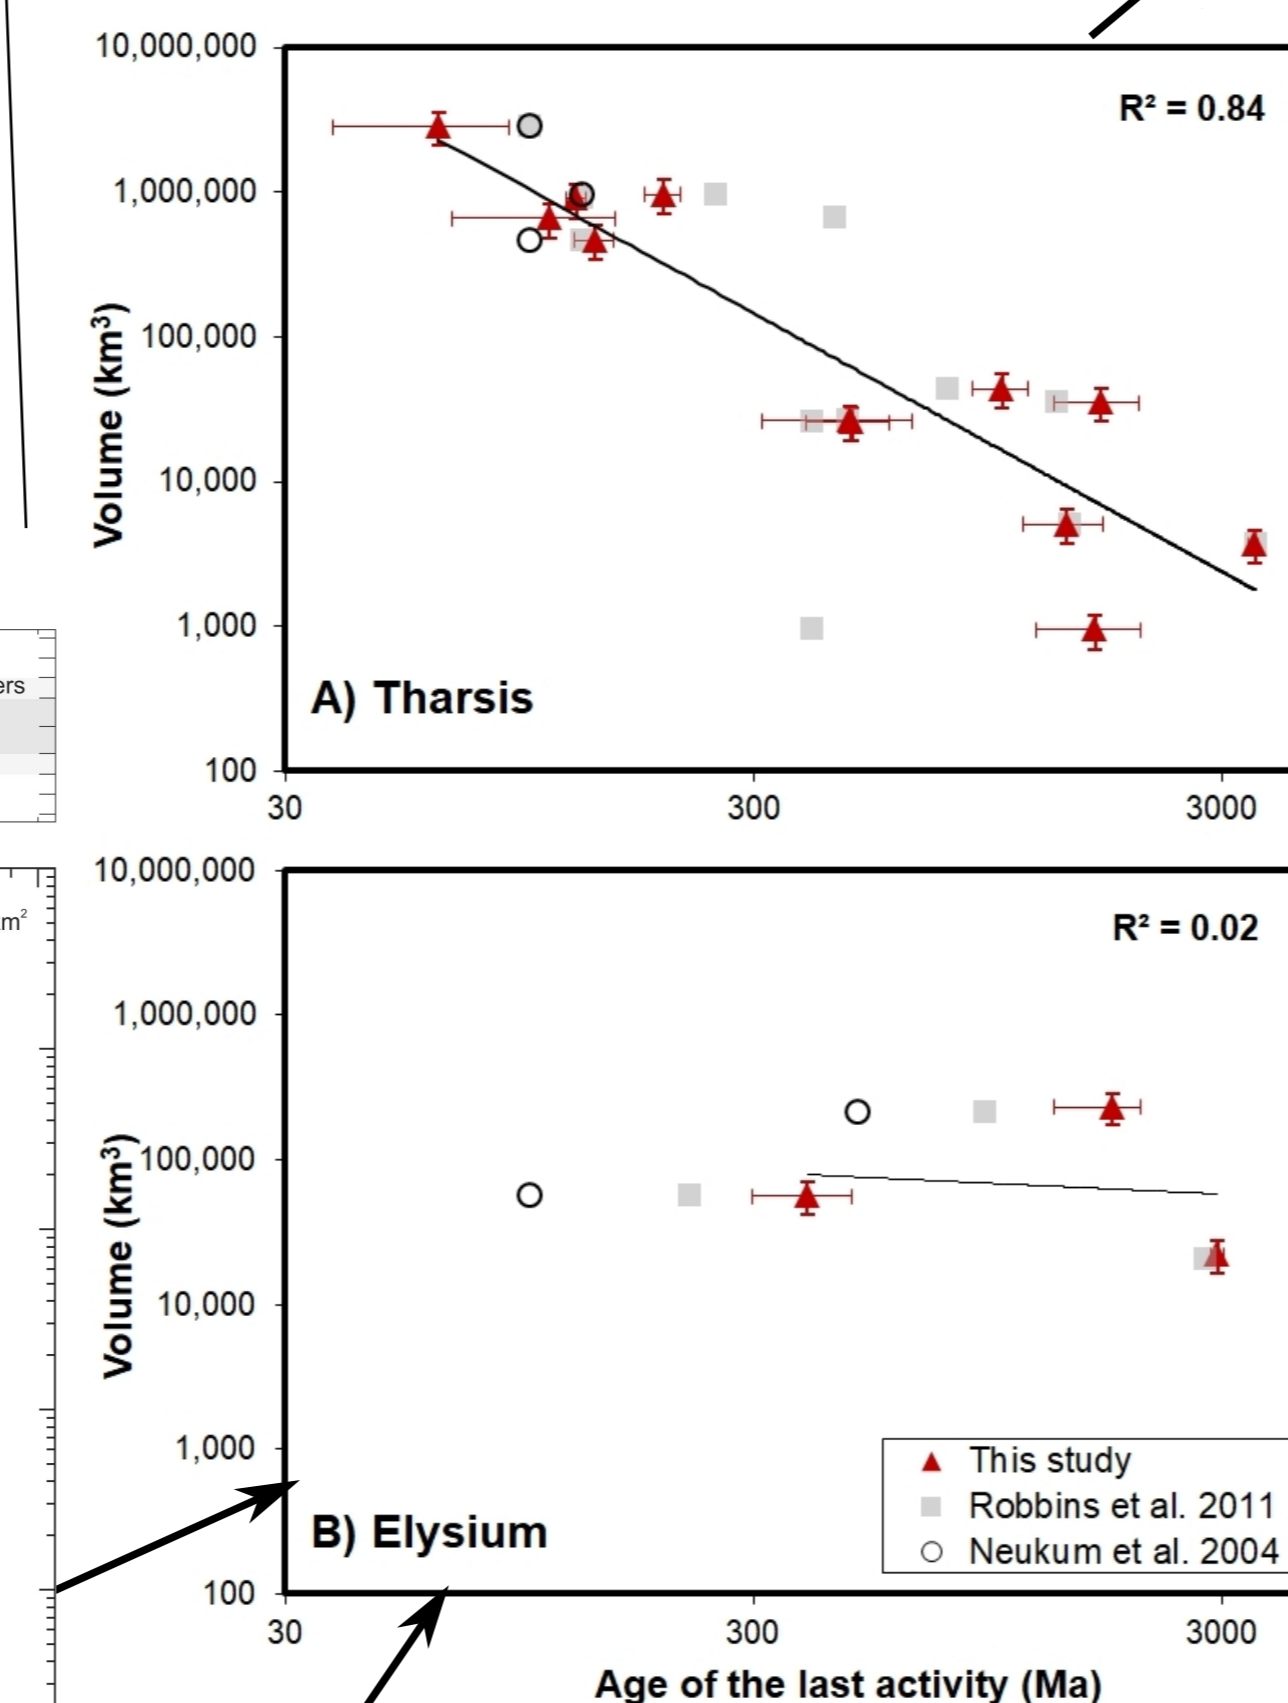 10,000,000
R² = 0.84
1,000,000
100,000
Volume (km³)
10,000
1,000
ers
A) Tharsis
100
30 300 3000
10,000,000
m²
R² = 0.02
1,000,000
100,000
Volume (km³)
10,000
1,000
This study
Robbins et al. 2011
Neukum et al. 2004
B) Elysium
100
30 300 3000
Age of the last activity (Ma)